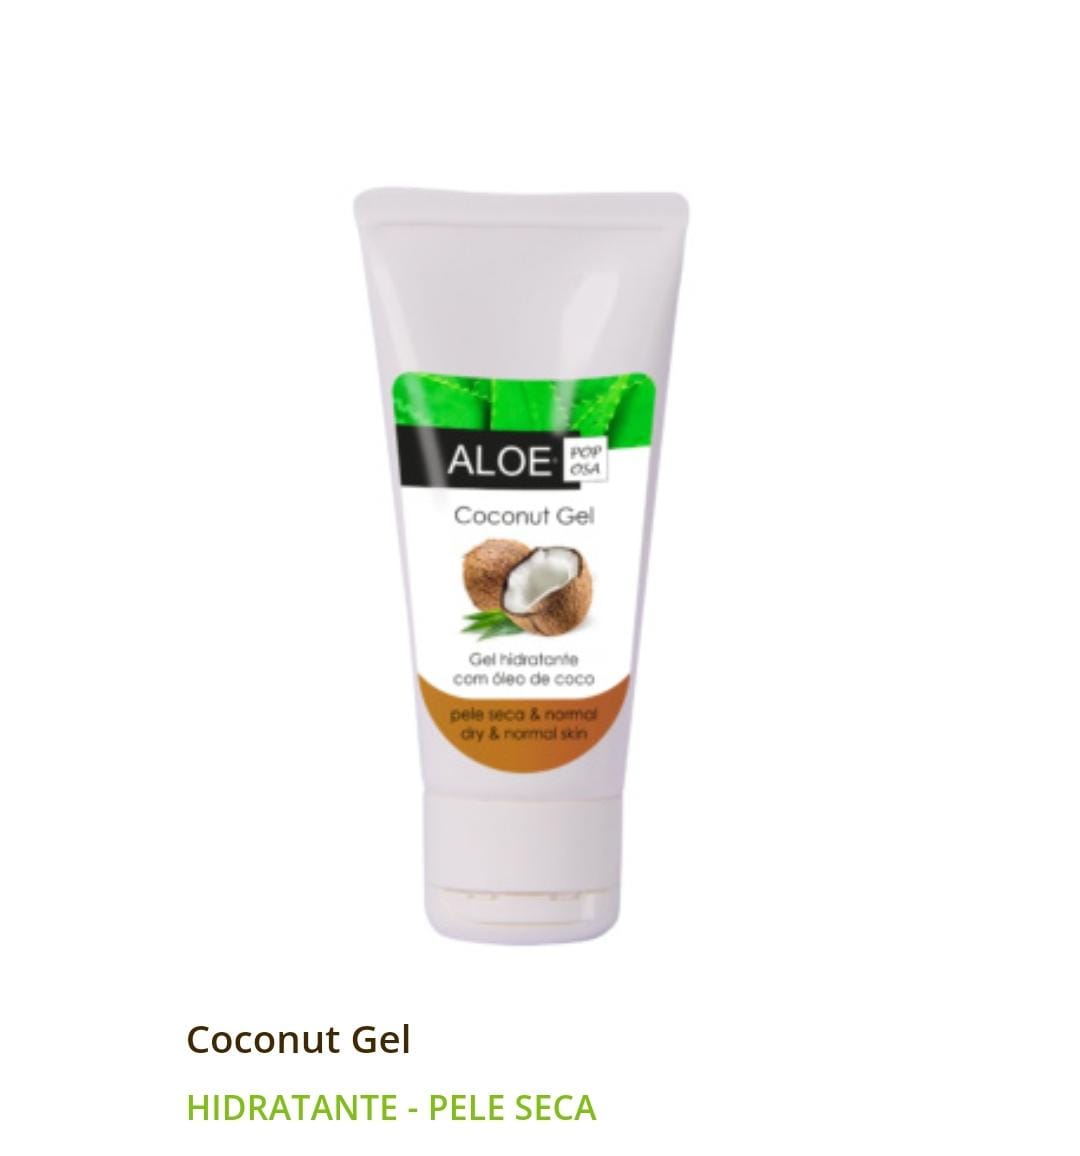 ALOE
POP
OSA
Coconut Gel
Gel hidratante
com óleo de coco
pele seca & normal
dry & normal skin
Coconut Gel
HIDRATANTE - PELE SECA